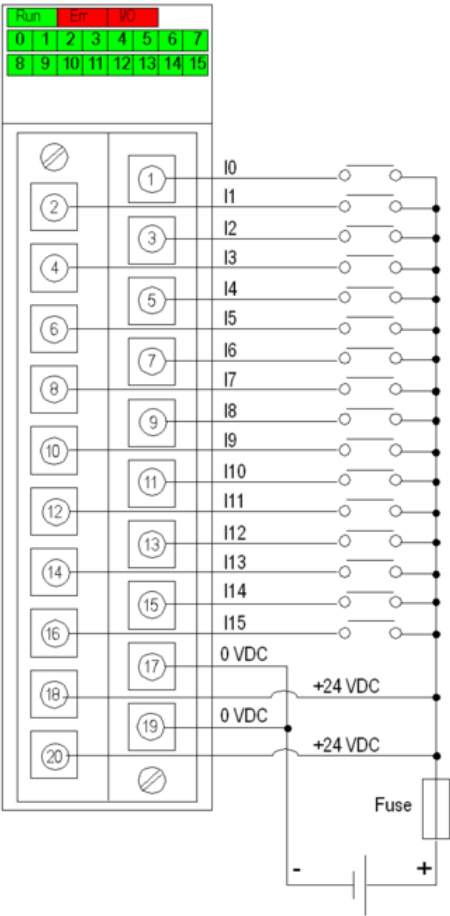 Run Err I/O
0 1 2 3 4 5 6 7
8 9 10 11 12 13 14 15
1 I0
2 I1
3 I2
4 I3
5 I4
6 I5
7 I6
8 I7
9 I8
10 I9
11 I10
12 I11
13 I12
14 I13
15 I14
16 I15
17 0 VDC
18 +24 VDC
19 0 VDC
20 +24 VDC
Fuse
- +